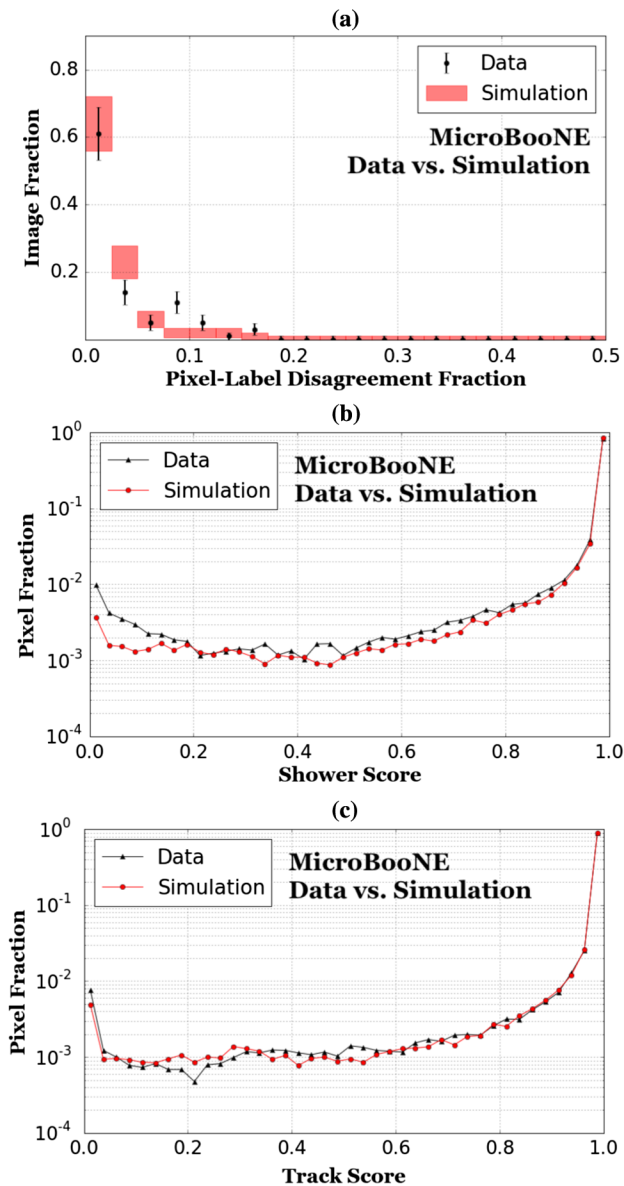 (a)
0.8
0.6
0.4
0.2
Image Fraction
Data
Simulation
MicroBooNE
Data vs. Simulation
0.0 0.1 0.2 0.3 0.4 0.5
Pixel-Label Disagreement Fraction
(b)
10^0
10^-1
10^-2
10^-3
10^-4
Pixel Fraction
Data
Simulation
MicroBooNE
Data vs. Simulation
0.0 0.2 0.4 0.6 0.8 1.0
Shower Score
(c)
10^0
10^-1
10^-2
10^-3
10^-4
Pixel Fraction
Data
Simulation
MicroBooNE
Data vs. Simulation
0.0 0.2 0.4 0.6 0.8 1.0
Track Score